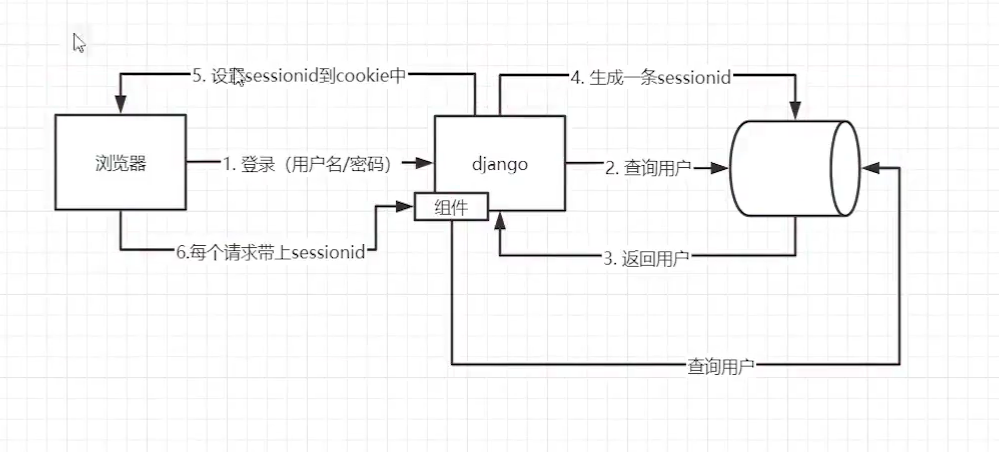 5. 设置sessionid到cookie中
4. 生成一条sessionid
浏览器
1. 登录（用户名/密码）
django
2. 查询用户
组件
6.每个请求带上sessionid
3. 返回用户
查询用户